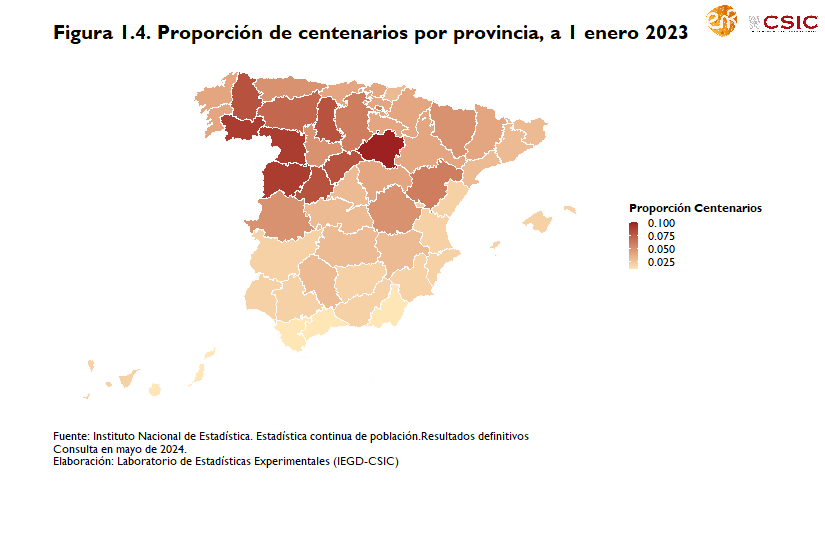 Figura 1.4. Proporción de centenarios por provincia, a 1 enero 2023
CSIC
Proporción Centenarios
0.100
0.075
0.050
0.025
Fuente: Instituto Nacional de Estadística. Estadística continua de población.Resultados definitivos
Consulta en mayo de 2024.
Elaboración: Laboratorio de Estadísticas Experimentales (IEGD-CSIC)